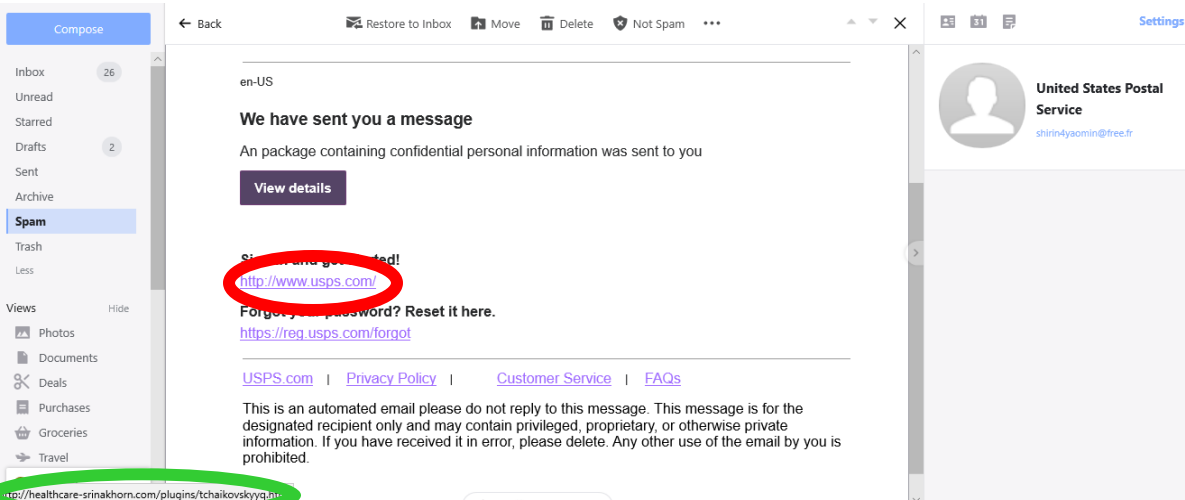 Compose
Back
Restore to Inbox
Move
Delete
Not Spam
Settings
Inbox 26
Unread
Starred
Drafts 2
Sent
Archive
Spam
Trash
Less
Views Hide
Photos
Documents
Deals
Purchases
Groceries
Travel
en-US
We have sent you a message
An package containing confidential personal information was sent to you
View details
http://www.usps.com/
password? Reset it here.
https://reg.usps.com/forgot
USPS.com | Privacy Policy | Customer Service | FAQs
This is an automated email please do not reply to this message. This message is for the
designated recipient only and may contain privileged, proprietary, or otherwise private
information. If you have received it in error, please delete. Any other use of the email by you is
prohibited.
United States Postal
Service
shirin4yaomin@free.fr
tp://healthcare-srinakhorn.com/plugins/tchaikovskyyq.h